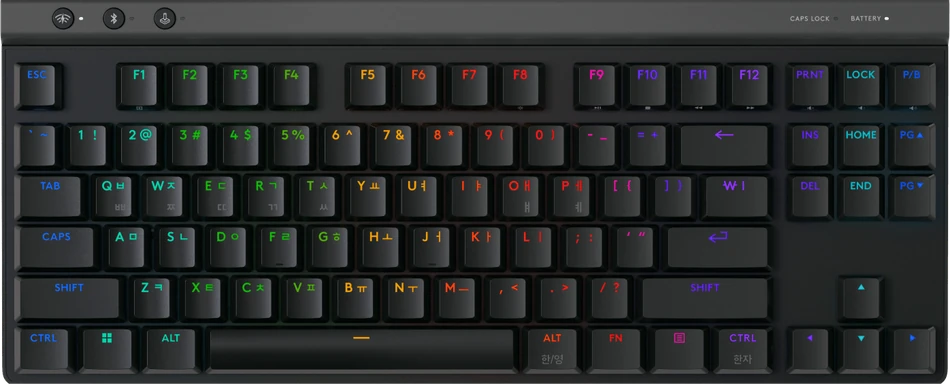 CAPS LOCK BATTERY
ESC F1 F2 F3 F4 F5 F6 F7 F8 F9 F10 F11 F12 PRNT LOCK P/B
` ~ 1 ! 2 @ 3 # 4 $ 5 % 6 ^ 7 & 8 * 9 ( 0 ) - _ = + ← INS HOME PG▲
TAB Q ㅂ ㅃ W ㅈ ㅉ E ㄷ ㄸ R ㄱ ㄲ T ㅅ ㅆ Y ㅛ U ㅕ I ㅑ O ㅐ ㅒ P ㅔ ㅖ [ { ] } ₩ | DEL END PG▼
CAPS A ㅁ S ㄴ D ㅇ F ㄹ G ㅎ H ㅗ J ㅓ K ㅏ L ㅣ ; : ' "
SHIFT Z ㅋ X ㅌ C ㅊ V ㅍ B ㅠ N ㅜ M ㅡ , < . > / ? SHIFT ▲
CTRL ALT ALT 한/영 FN CTRL 한자 ◀ ▼ ▶